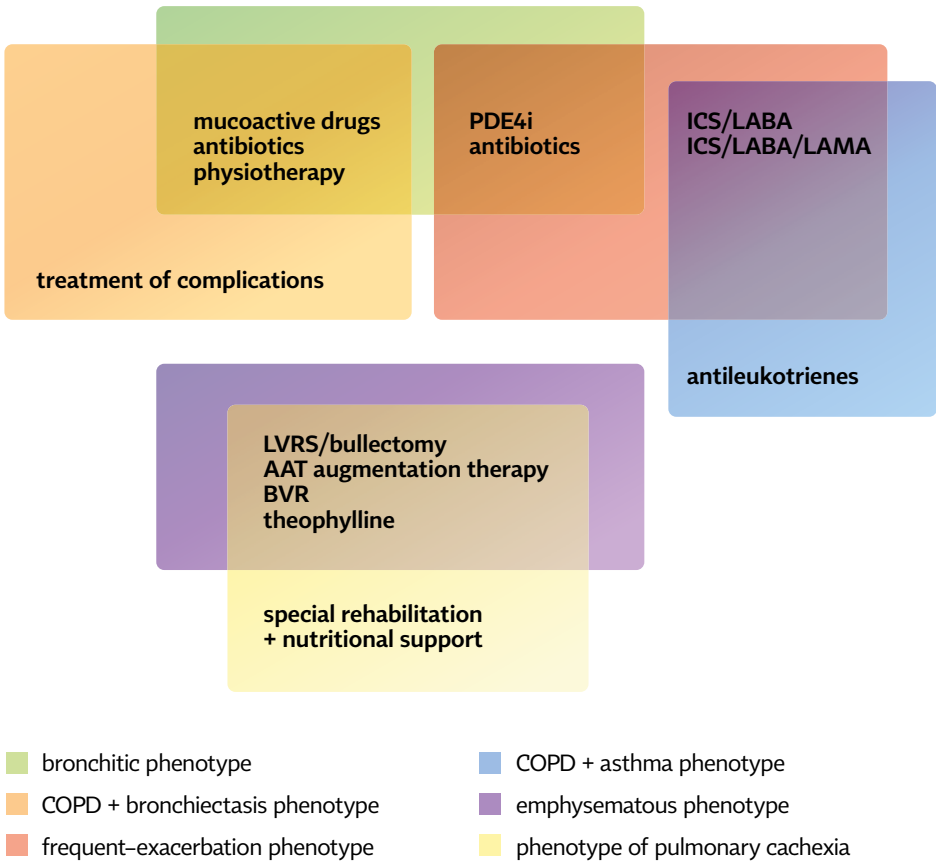 mucoactive drugs
antibiotics
physiotherapy
PDE4i
antibiotics
ICS/LABA
ICS/LABA/LAMA
treatment of complications
antileukotrienes
LVRS/bullectomy
AAT augmentation therapy
BVR
theophylline
special rehabilitation
+ nutritional support
bronchitic phenotype
COPD + bronchiectasis phenotype
frequent–exacerbation phenotype
COPD + asthma phenotype
emphysematous phenotype
phenotype of pulmonary cachexia